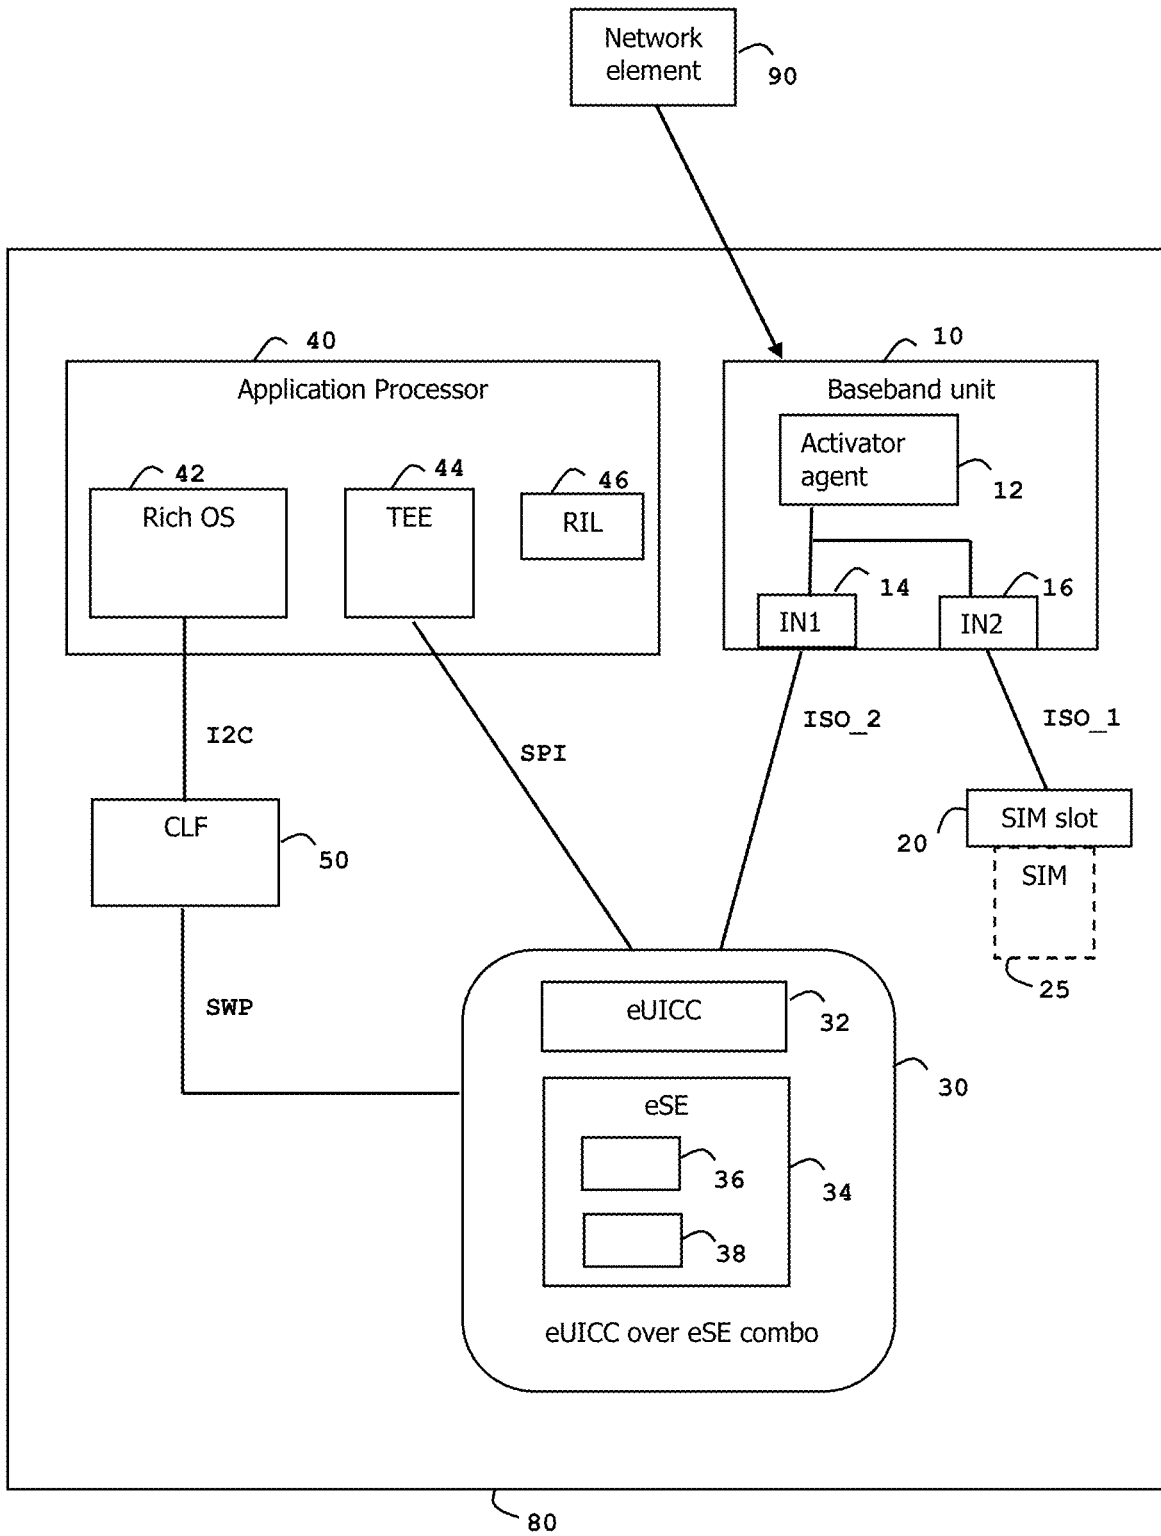 Network
element
90
40
10
Application Processor
Baseband unit
Activator
agent
12
42
44
46
Rich OS
TEE
RIL
14
16
IN1
IN2
I2C
SPI
ISO_2
ISO_1
CLF
50
SIM slot
20
SIM
25
SWP
eUICC
32
30
eSE
36
34
38
eUICC over eSE combo
80